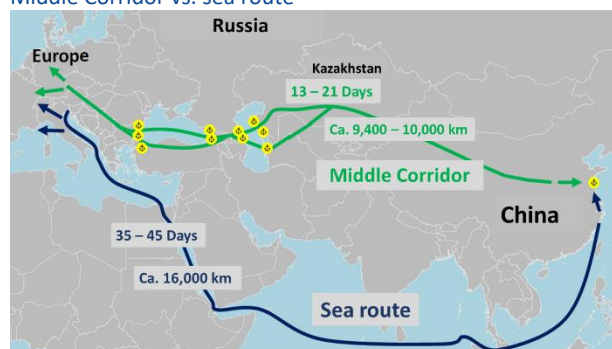 Middle Corridor vs. sea route
Russia
Europe
Kazakhstan
13 – 21 Days
Ca. 9,400 – 10,000 km
Middle Corridor
China
35 – 45 Days
Ca. 16,000 km
Sea route